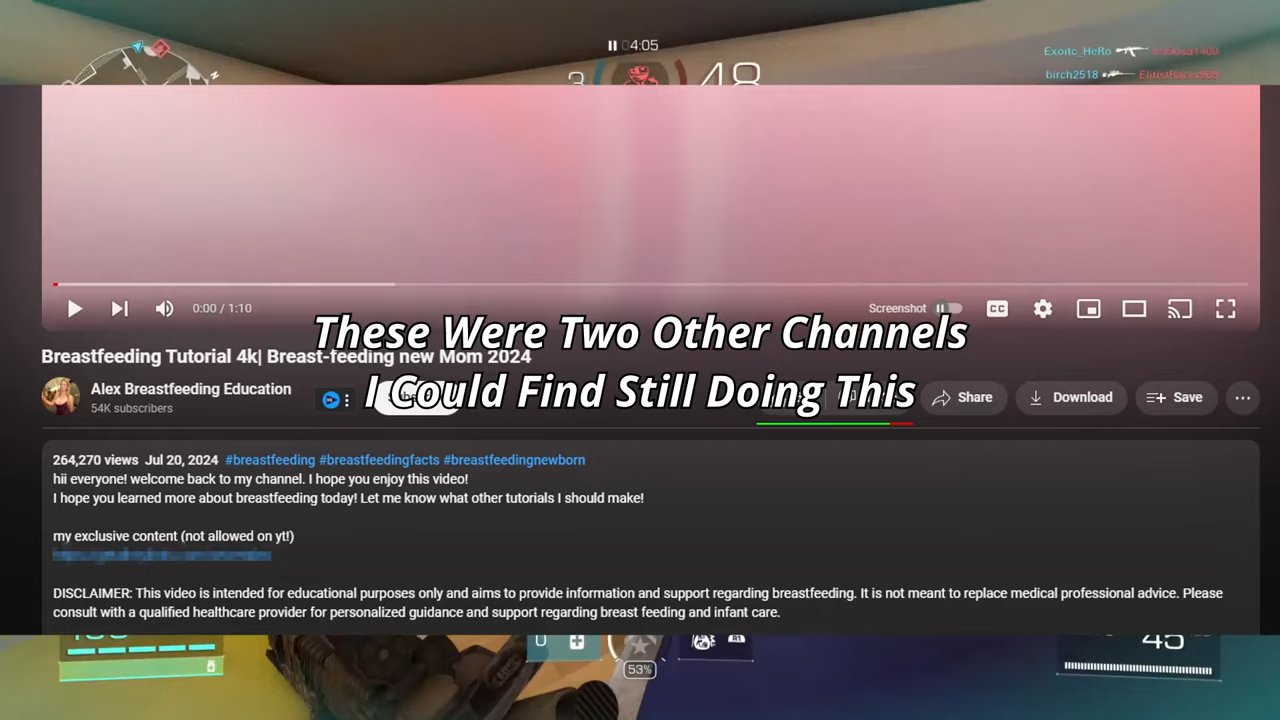 04:05
3
48
N
Exoitc_HeRo
birch2518
0:00 / 1:10
Screenshot
CC
These Were Two Other Channels
I Could Find Still Doing This
Breastfeeding Tutorial 4k| Breast-feeding new Mom 2024
Alex Breastfeeding Education
54K subscribers
Share
Download
Save
264,270 views Jul 20, 2024 #breastfeeding #breastfeedingfacts #breastfeedingnewborn
hii everyone! welcome back to my channel. I hope you enjoy this video!
I hope you learned more about breastfeeding today! Let me know what other tutorials I should make!
my exclusive content (not allowed on yt!)
DISCLAIMER: This video is intended for educational purposes only and aims to provide information and support regarding breastfeeding. It is not meant to replace medical professional advice. Please
consult with a qualified healthcare provider for personalized guidance and support regarding breast feeding and infant care.
53%
45